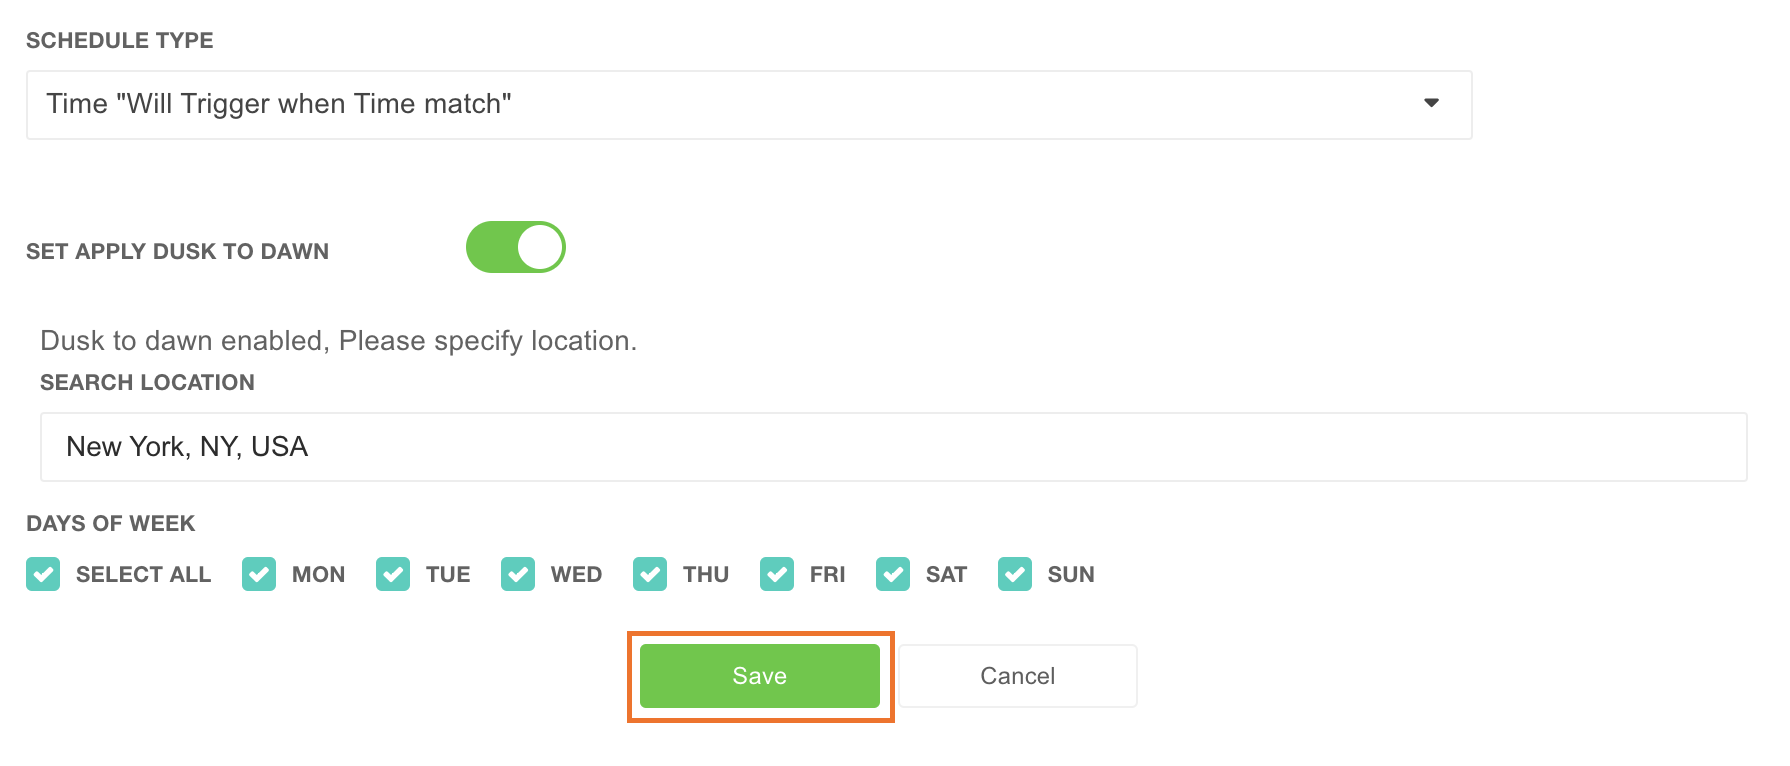 SCHEDULE TYPE
Time "Will Trigger when Time match"
SET APPLY DUSK TO DAWN
Dusk to dawn enabled, Please specify location.
SEARCH LOCATION
New York, NY, USA
DAYS OF WEEK
SELECT ALL MON TUE WED THU FRI SAT SUN
Save Cancel